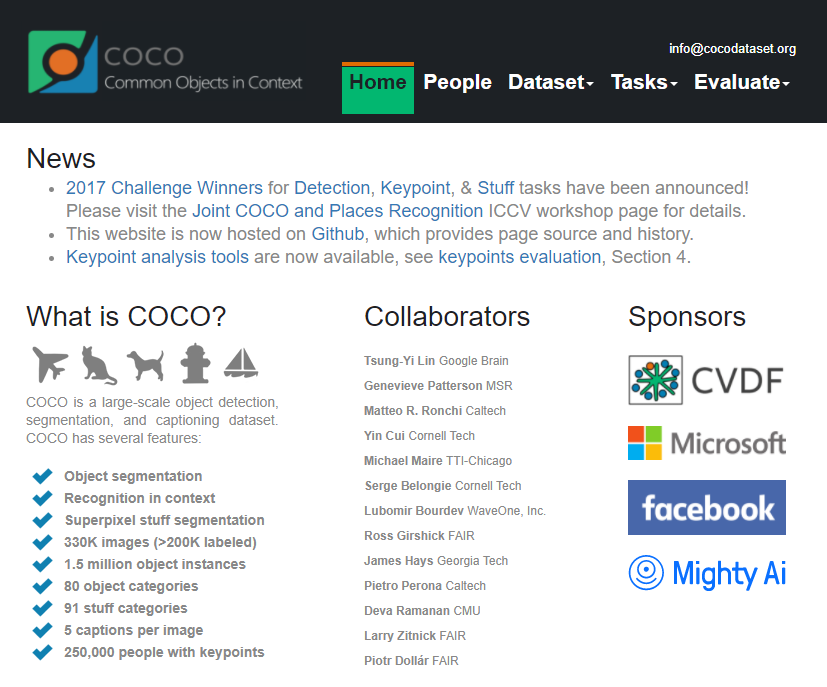 COCO
Common Objects in Context
info@cocodataset.org
Home People Dataset Tasks Evaluate
News
2017 Challenge Winners for Detection, Keypoint, & Stuff tasks have been announced!
Please visit the Joint COCO and Places Recognition ICCV workshop page for details.
This website is now hosted on Github, which provides page source and history.
Keypoint analysis tools are now available, see keypoints evaluation, Section 4.
What is COCO?
COCO is a large-scale object detection,
segmentation, and captioning dataset.
COCO has several features:
Object segmentation
Recognition in context
Superpixel stuff segmentation
330K images (>200K labeled)
1.5 million object instances
80 object categories
91 stuff categories
5 captions per image
250,000 people with keypoints
Collaborators
Tsung-Yi Lin Google Brain
Genevieve Patterson MSR
Matteo R. Ronchi Caltech
Yin Cui Cornell Tech
Michael Maire TTI-Chicago
Serge Belongie Cornell Tech
Lubomir Bourdev WaveOne, Inc.
Ross Girshick FAIR
James Hays Georgia Tech
Pietro Perona Caltech
Deva Ramanan CMU
Larry Zitnick FAIR
Piotr Dollár FAIR
Sponsors
CVDF
Microsoft
facebook
Mighty Ai